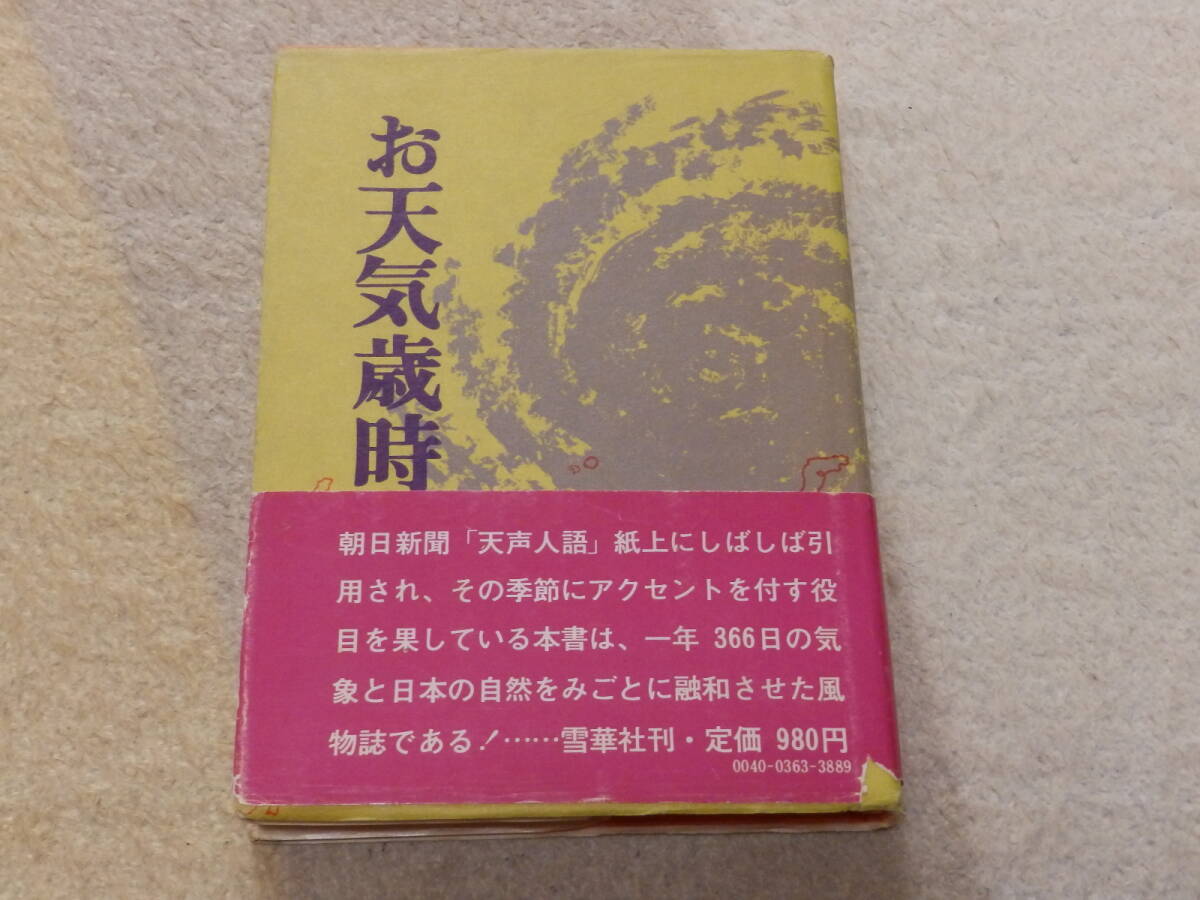 お天気歳時
朝日新聞「天声人語」紙上にしばしば引
用され、その季節にアクセントを付す役
目を果している本書は、一年 366日の気
象と日本の自然をみごとに融和させた風
物誌である!……雪華社刊・定価 980円
0040-0363-3889